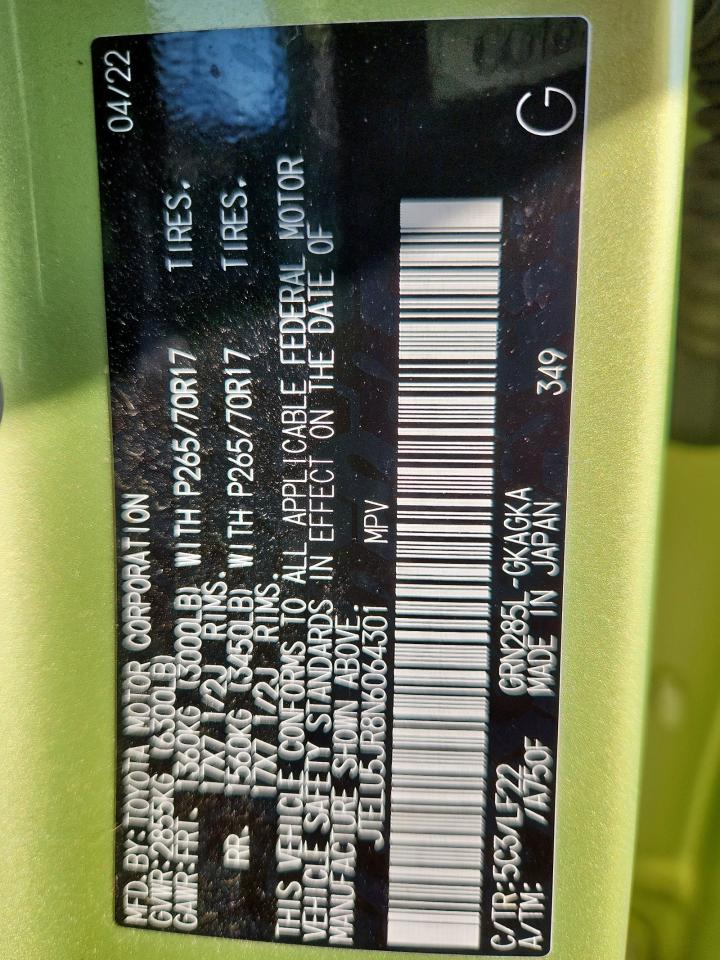 MFD.BY:TOYOTA MOTOR CORPORATION 04/22
GVWR:2855KG (6300LB)
GAWR:FRT. 1360KG (3000LB) WITH P265/70R17 TIRES.
17X7 1/2J RIMS.
RR. 1560KG (3450LB) WITH P265/70R17 TIRES.
17X7 1/2J RIMS.
THIS VEHICLE CONFORMS TO ALL APPLICABLE FEDERAL MOTOR
VEHICLE SAFETY STANDARDS IN EFFECT ON THE DATE OF
MANUFACTURE SHOWN ABOVE.
JTELU5JR8N6064301 MPV
C/TR:5C3/LF22 GRN285L-GKAGKA
A/TM: /A750F MADE IN JAPAN 349 G